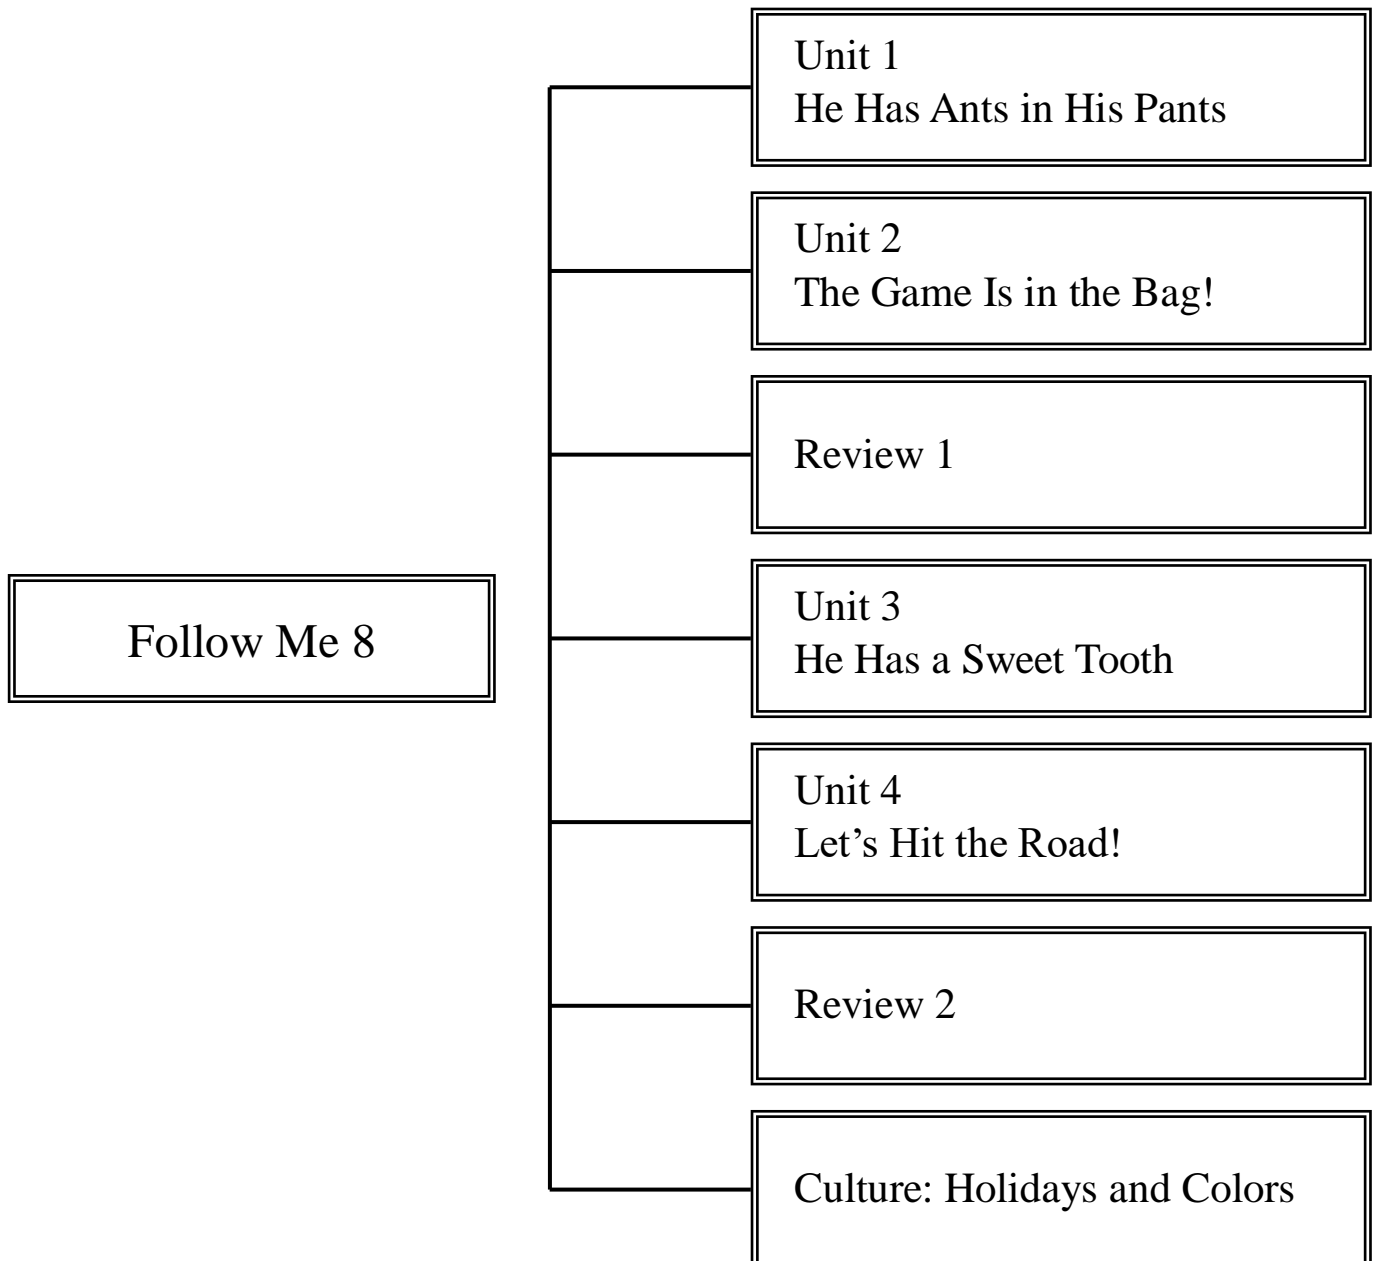 Follow Me 8
Unit 1
He Has Ants in His Pants
Unit 2
The Game Is in the Bag!
Review 1
Unit 3
He Has a Sweet Tooth
Unit 4
Let’s Hit the Road!
Review 2
Culture: Holidays and Colors